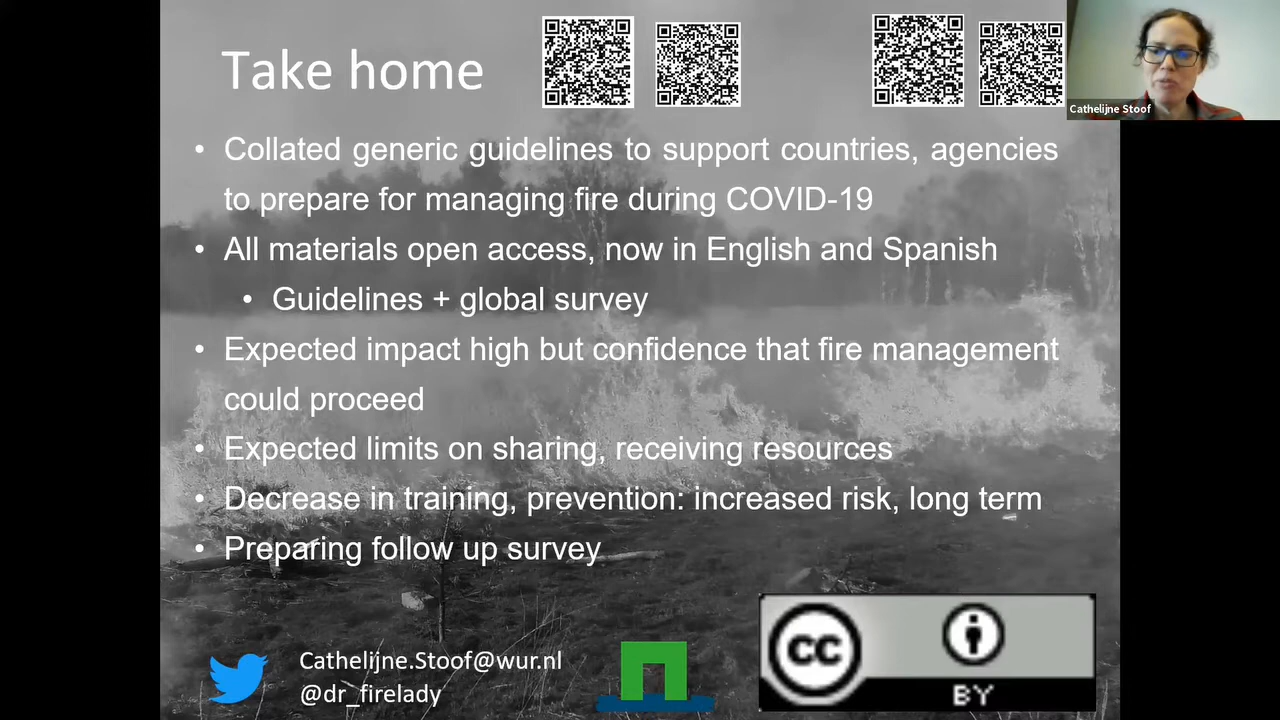 Take home
Cathelijne Stoof
• Collated generic guidelines to support countries, agencies
to prepare for managing fire during COVID-19
• All materials open access, now in English and Spanish
• Guidelines + global survey
• Expected impact high but confidence that fire management
could proceed
• Expected limits on sharing, receiving resources
• Decrease in training, prevention: increased risk, long term
• Preparing follow up survey
Cathelijne.Stoof@wur.nl
@dr_firelady
cc
BY